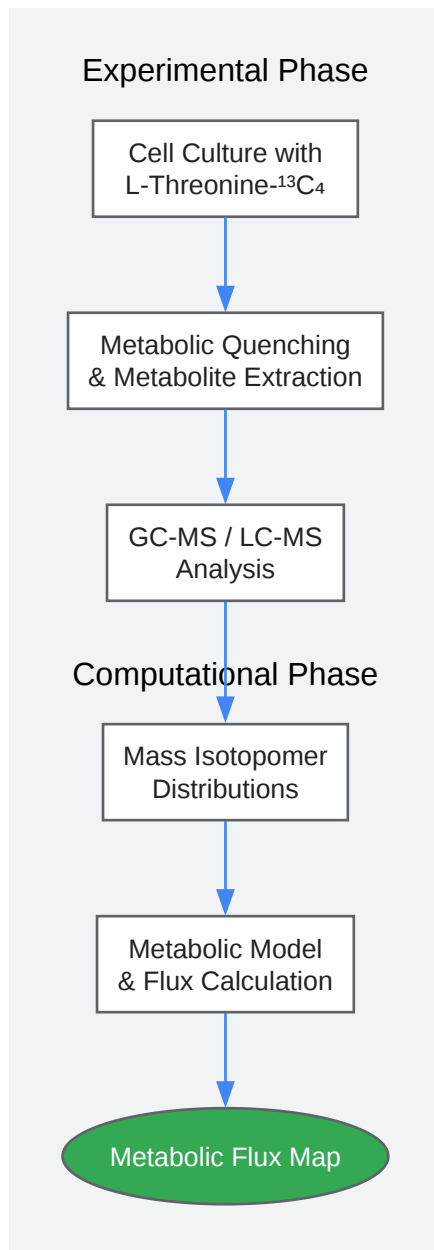 Experimental Phase
Cell Culture with
L-Threonine-¹³C₄
Metabolic Quenching
& Metabolite Extraction
GC-MS / LC-MS
Analysis
Computational Phase
Mass Isotopomer
Distributions
Metabolic Model
& Flux Calculation
Metabolic Flux Map